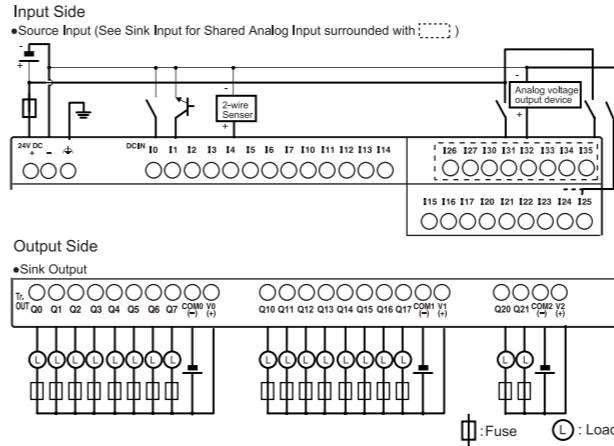 Input Side
•Source Input (See Sink Input for Shared Analog Input surrounded with )
-
+
2-wire
Senser
-
+
Analog voltage
output device
-
+
24V DC
+ -
DC IN I0 I1 I2 I3 I4 I5 I6 I7 I10 I11 I12 I13 I14
I26 I27 I30 I31 I32 I33 I34 I35
I15 I16 I17 I20 I21 I22 I23 I24 I25
Output Side
•Sink Output
Tr.
OUT Q0 Q1 Q2 Q3 Q4 Q5 Q6 Q7 COM0 (-) V0 (+)
Q10 Q11 Q12 Q13 Q14 Q15 Q16 Q17 COM1 (-) V1 (+)
Q20 Q21 COM2 (-) V2 (+)
L L L L L L L L
L L L L L L L L
L L
:Fuse
L : Load